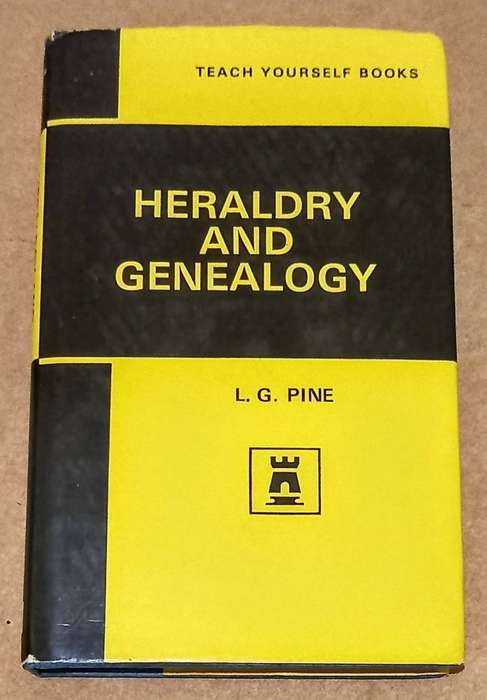 TEACH YOURSELF BOOKS
HERALDRY
AND
GENEALOGY
L. G. PINE